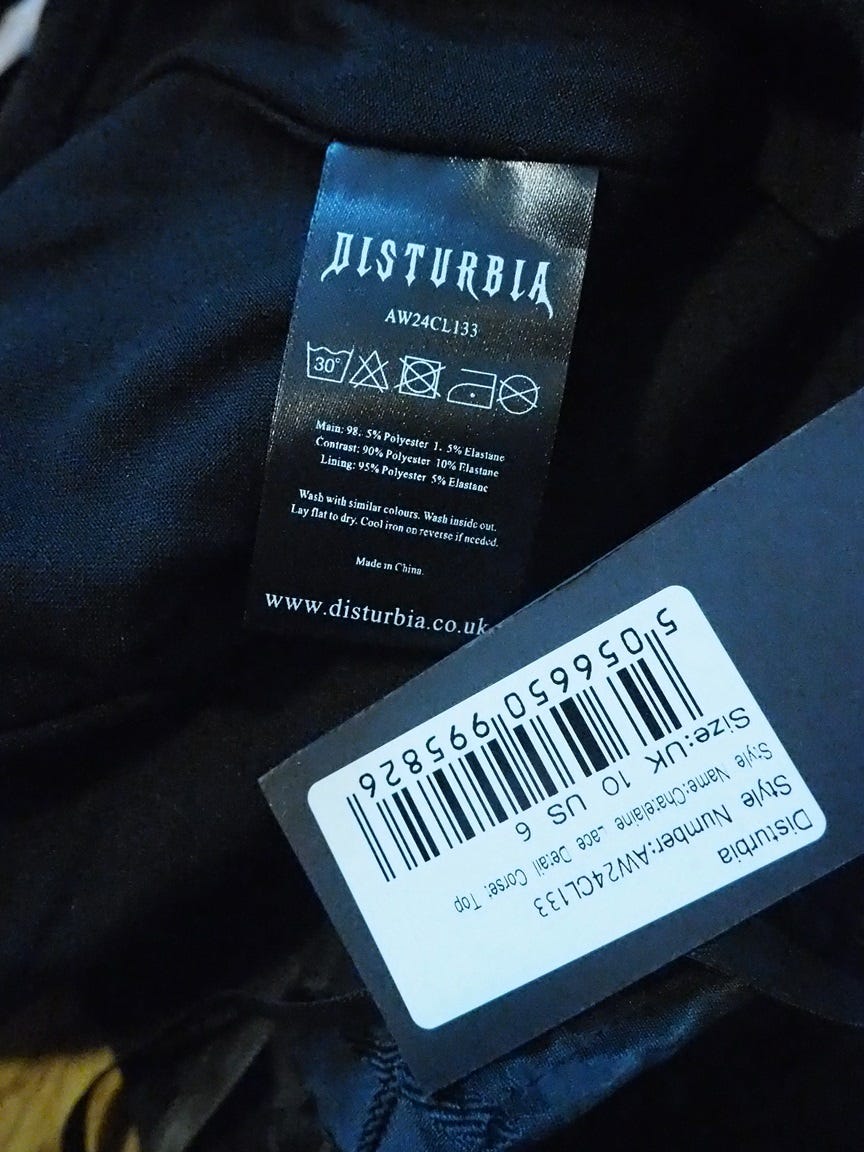 DISTURBIA
AW24CL133
30°
Main: 98. 5% Polyester 1. 5% Elastane
Contrast: 90% Polyester 10% Elastane
Lining: 95% Polyester 5% Elastane
Wash with similar colours. Wash inside out.
Lay flat to dry. Cool iron on reverse if needed.
Made in China.
www.disturbia.co.uk
Disturbia
Style Number:AW24CL133
Style Name:Chatelaine Lace Detail Corset Top
Size:UK 10 US 6
5056650995826